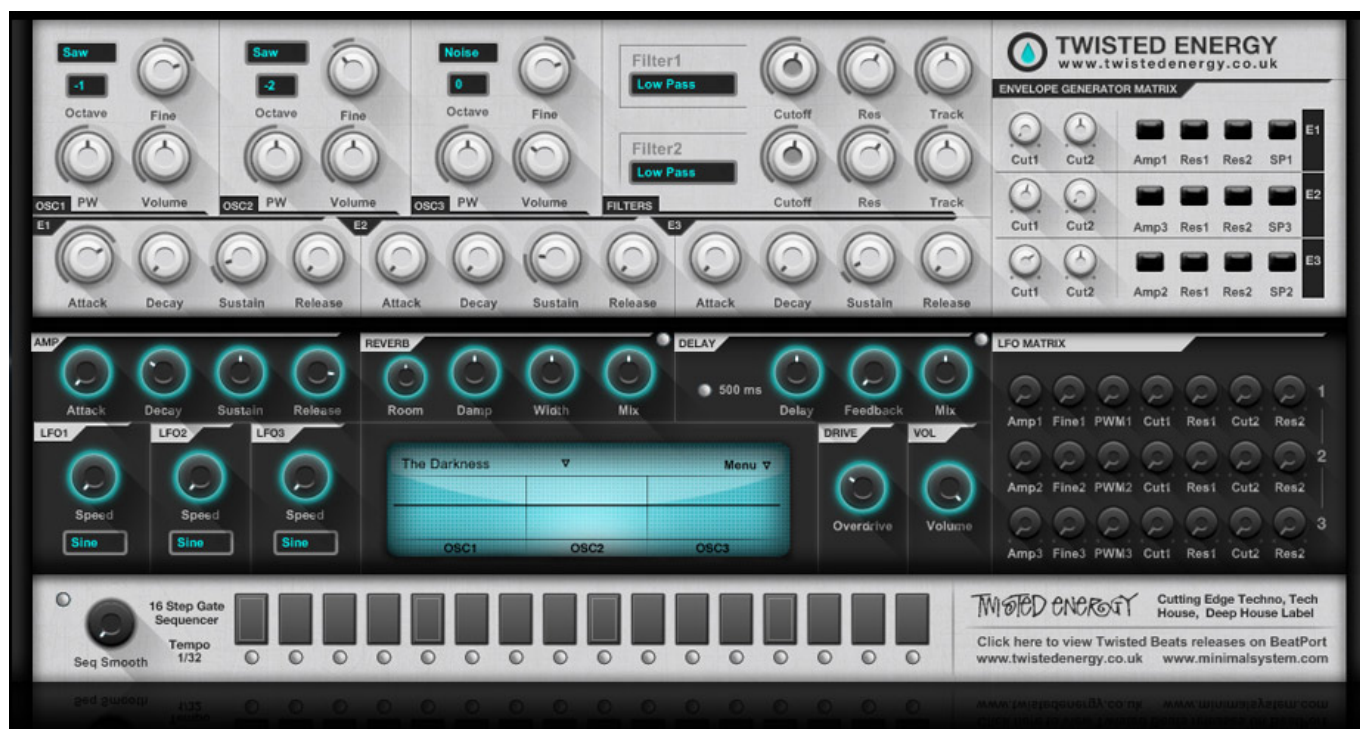 Saw
-1
Octave Fine
PW Volume
OSC1
Saw
-2
Octave Fine
PW Volume
OSC2
Noise
0
Octave Fine
PW Volume
OSC3
Filter1
Low Pass
Cutoff Res Track
Filter2
Low Pass
Cutoff Res Track
FILTERS
TWISTED ENERGY
www.twistedenergy.co.uk
ENVELOPE GENERATOR MATRIX
Cut1 Cut2 Amp1 Res1 Res2 SP1 E1
Cut1 Cut2 Amp3 Res1 Res2 SP3 E2
Cut1 Cut2 Amp2 Res1 Res2 SP2 E3
E1
Attack Decay Sustain Release
E2
Attack Decay Sustain Release
E3
Attack Decay Sustain Release
AMP
Attack Decay Sustain Release
REVERB
Room Damp Width Mix
DELAY
500 ms
Delay Feedback Mix
LFO MATRIX
1
Amp1 Fine1 PWM1 Cut1 Res1 Cut2 Res2
2
Amp2 Fine2 PWM2 Cut1 Res1 Cut2 Res2
3
Amp3 Fine3 PWM3 Cut1 Res1 Cut2 Res2
LFO1
Speed
Sine
LFO2
Speed
Sine
LFO3
Speed
Sine
The Darkness Menu
OSC1 OSC2 OSC3
DRIVE
Overdrive
VOL
Volume
Seq Smooth
16 Step Gate
Sequencer
Tempo
1/32
TWISTED ENERGY
Cutting Edge Techno, Tech
House, Deep House Label
Click here to view Twisted Beats releases on BeatPort
www.twistedenergy.co.uk www.minimalsystem.com